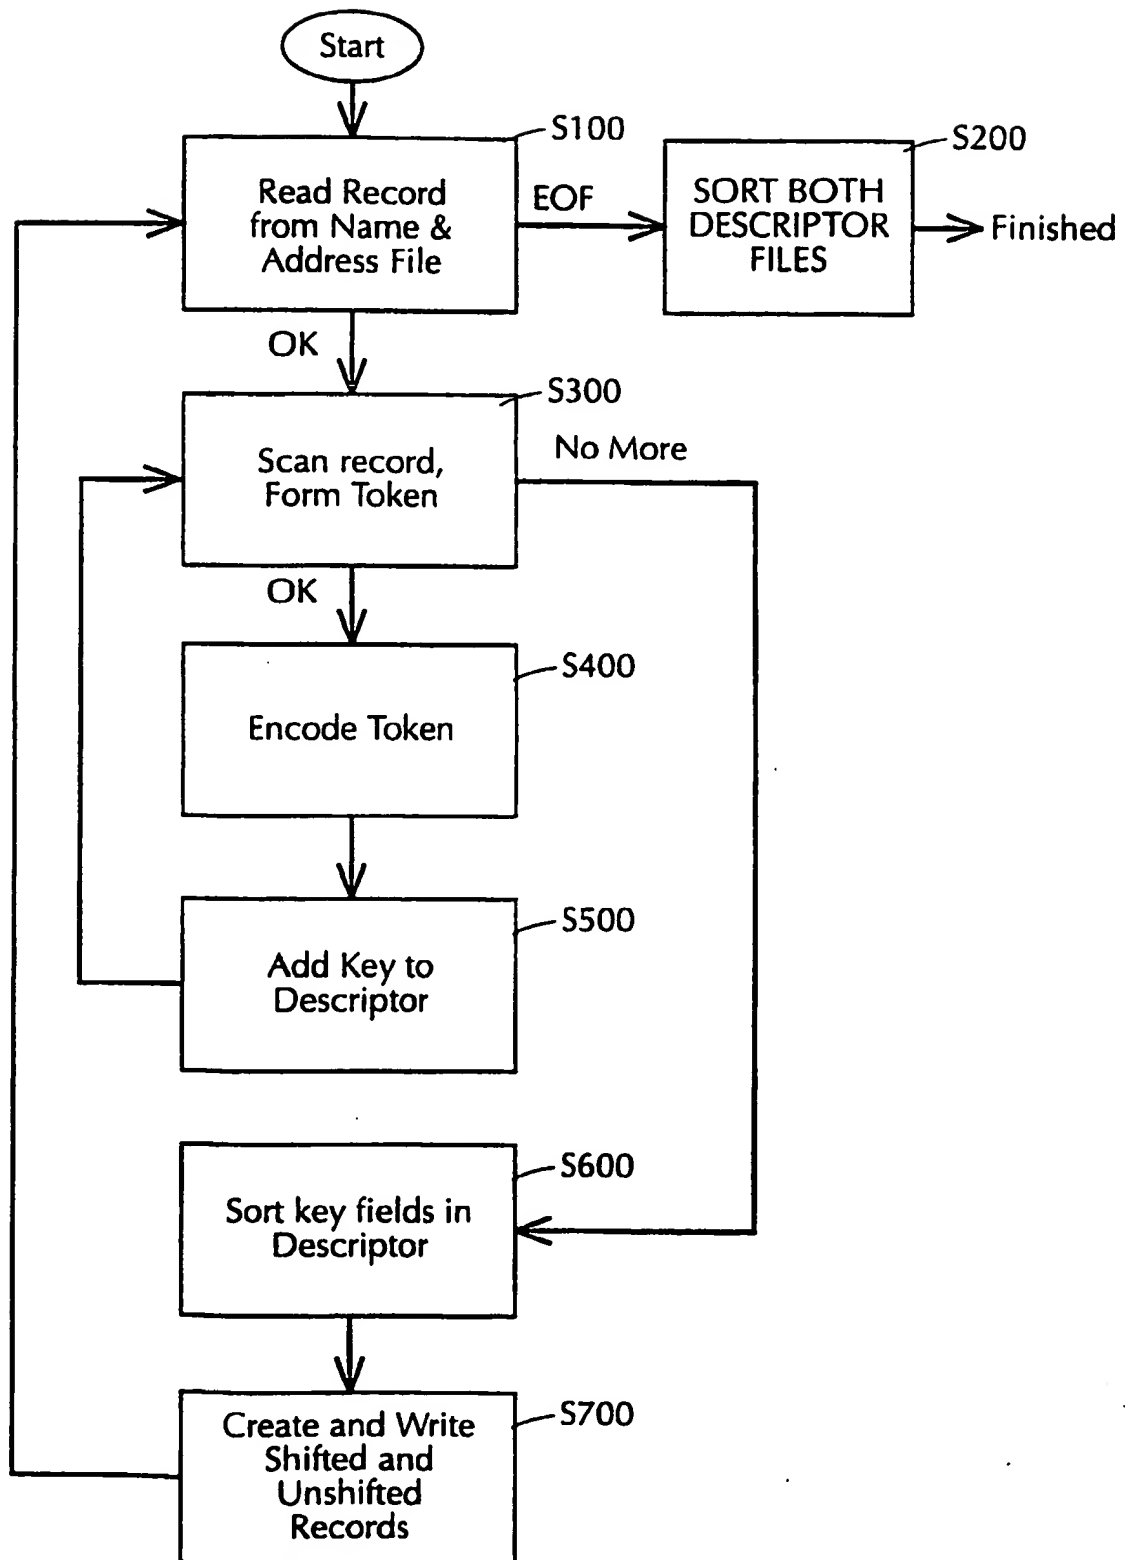 Start
S100
Read Record
from Name &
Address File
EOF
S200
SORT BOTH
DESCRIPTOR
FILES
Finished
OK
S300
Scan record,
Form Token
No More
OK
S400
Encode Token
S500
Add Key to
Descriptor
S600
Sort key fields in
Descriptor
S700
Create and Write
Shifted and
Unshifted
Records